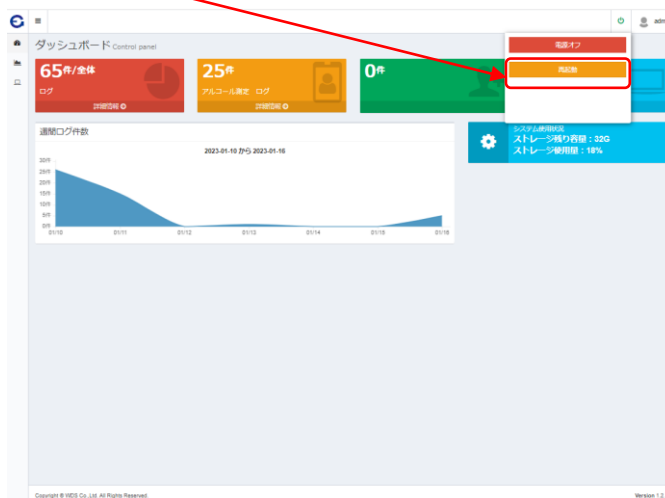 adm
ダッシュボード Control panel
電源オフ
再起動
65件/全体
ログ
詳細情報
25件
アルコール測定 ログ
詳細情報
0件
週間ログ件数
2023-01-10 から 2023-01-16
30件
25件
20件
15件
10件
5件
0件
01/10 01/11 01/12 01/13 01/14 01/15 01/16
システム使用状況
ストレージ残り容量：32G
ストレージ使用量：18%
Copyright © WDS Co.,Ltd. All Rights Reserved.
Version 1.2.